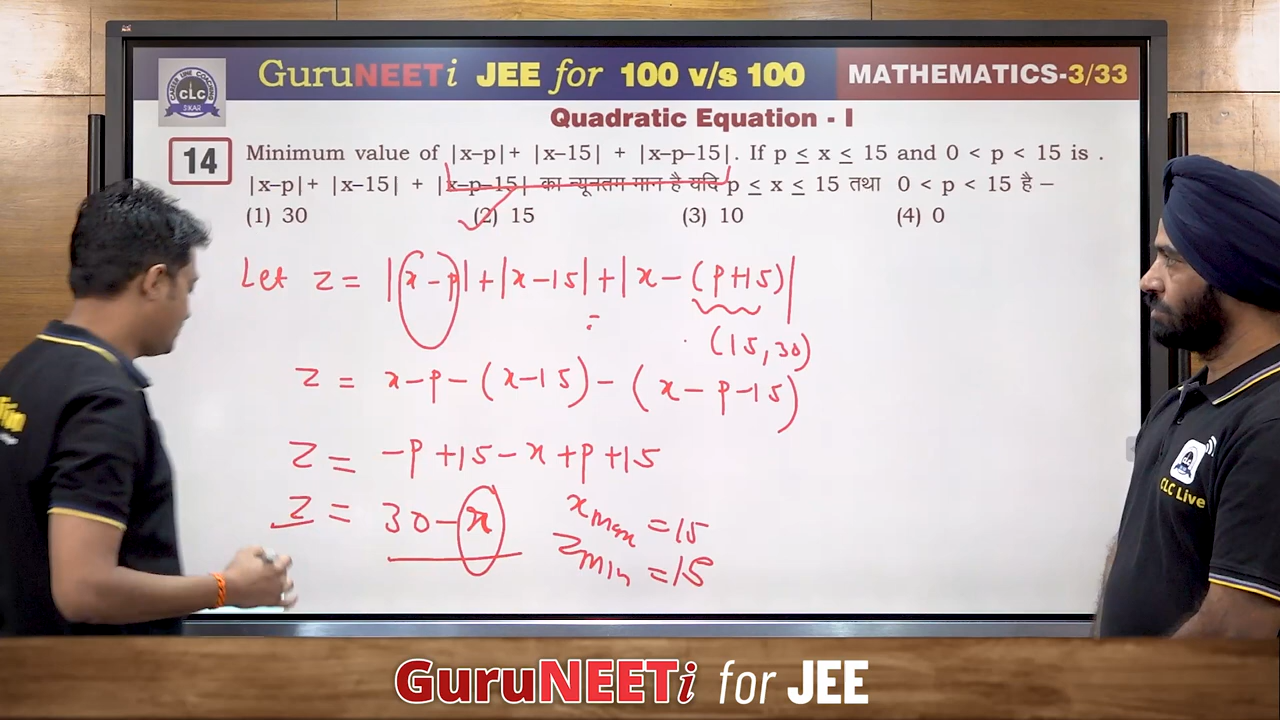 GuruNEETi JEE for 100 v/s 100 MATHEMATICS-3/33
CLC
SIKAR
Quadratic Equation - I
14 Minimum value of |x–p|+ |x–15| + |x–p–15|. If p ≤ x ≤ 15 and 0 < p < 15 is .
|x–p|+ |x–15| + |x–p–15| का न्यूनतम मान है यदि p ≤ x ≤ 15 तथा 0 < p < 15 है –
(1) 30 (2) 15 (3) 10 (4) 0
Let z = |x-p|+|x-15|+|x-(p+15)|
(15,30)
z = x-p-(x-15)-(x-p-15)
z = -p+15-x+p+15
z = 30-x
xmax = 15
zmin = 15
CLC Live
GuruNEETi for JEE